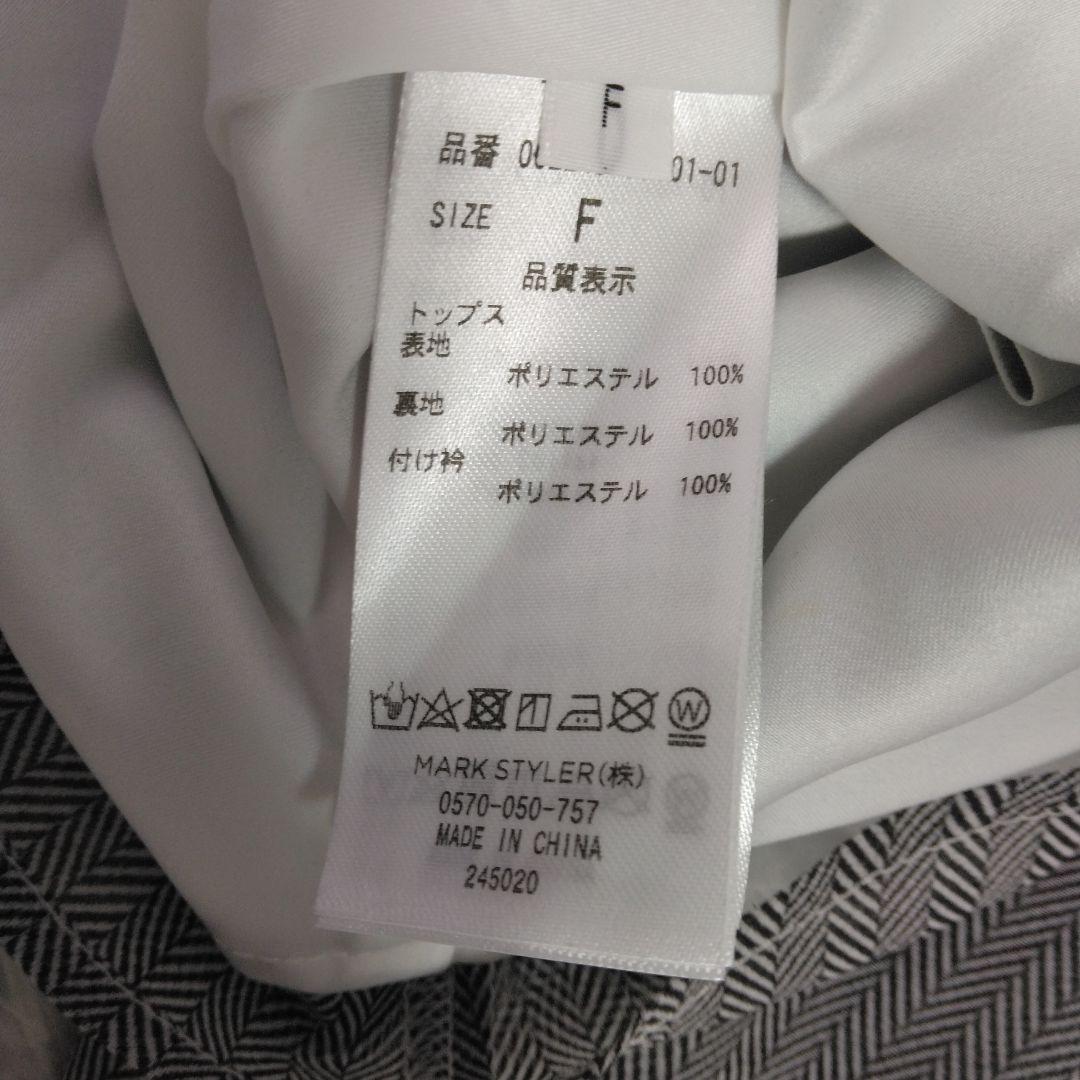 F
品番 01-01
SIZE F
品質表示
トップス
表地
ポリエステル 100%
裏地
ポリエステル 100%
付け衿
ポリエステル 100%
W
MARK STYLER(株)
0570-050-757
MADE IN CHINA
245020